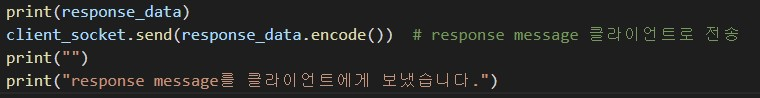 print(response_data)
client_socket.send(response_data.encode())  # response message 클라이언트로 전송
print("")
print("response message를 클라이언트에게 보냈습니다.")